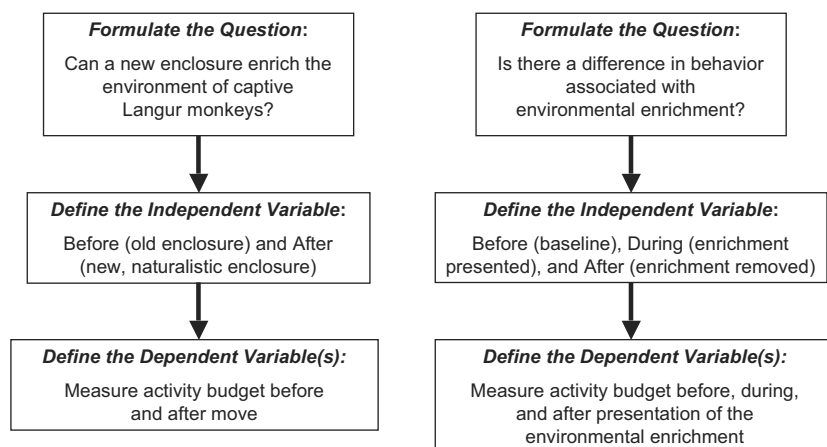 Formulate the Question:
Can a new enclosure enrich the
environment of captive
Langur monkeys?
Define the Independent Variable:
Before (old enclosure) and After
(new, naturalistic enclosure)
Define the Dependent Variable(s):
Measure activity budget before
and after move
Formulate the Question:
Is there a difference in behavior
associated with
environmental enrichment?
Define the Independent Variable:
Before (baseline), During (enrichment
presented), and After (enrichment removed)
Define the Dependent Variable(s):
Measure activity budget before, during,
and after presentation of the
environmental enrichment